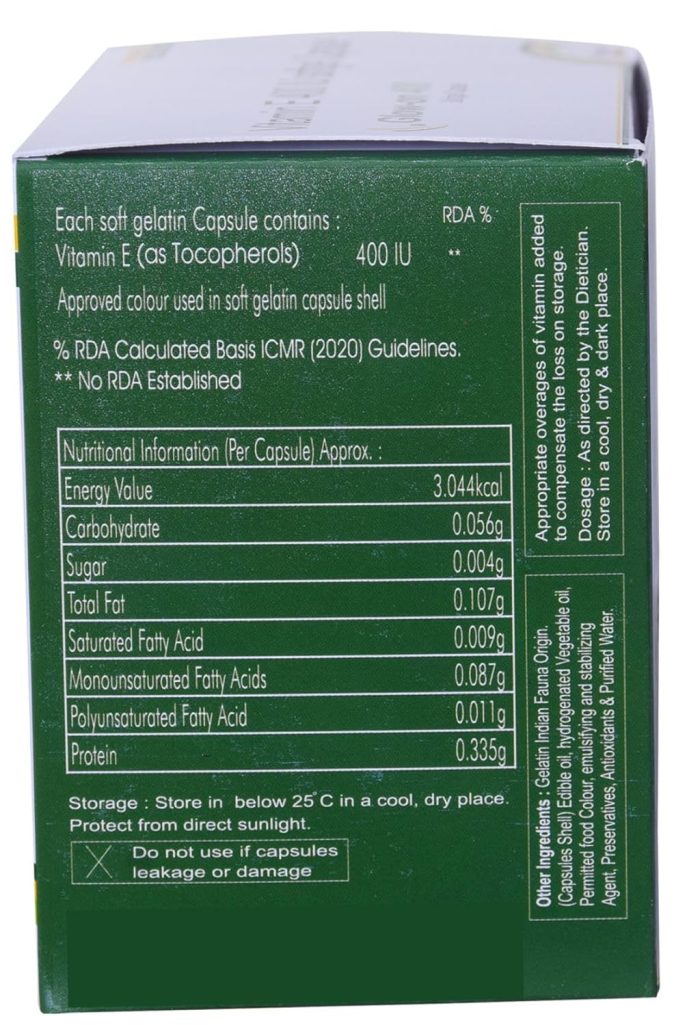 Vitamin E
Each soft gelatin Capsule contains : RDA %
Vitamin E (as Tocopherols) 400 IU **
Approved colour used in soft gelatin capsule shell
% RDA Calculated Basis ICMR (2020) Guidelines.
** No RDA Established
Nutritional Information (Per Capsule) Approx. :
Energy Value 3.044kcal
Carbohydrate 0.056g
Sugar 0.004g
Total Fat 0.107g
Saturated Fatty Acid 0.009g
Monounsaturated Fatty Acids 0.087g
Polyunsaturated Fatty Acid 0.011g
Protein 0.335g
Storage : Store in below 25°C in a cool, dry place.
Protect from direct sunlight.
Do not use if capsules
leakage or damage
Appropriate overages of vitamin added
to compensate the loss on storage.
Dosage : As directed by the Dietician.
Store in a cool, dry & dark place.
Other Ingredients : Gelatin Indian Fauna Origin.
(Capsules Shell) Edible oil, hydrogenated Vegetable oil,
Permitted food Colour, emulsifying and stabilizing
Agent, Preservatives, Antioxidants & Purified Water.